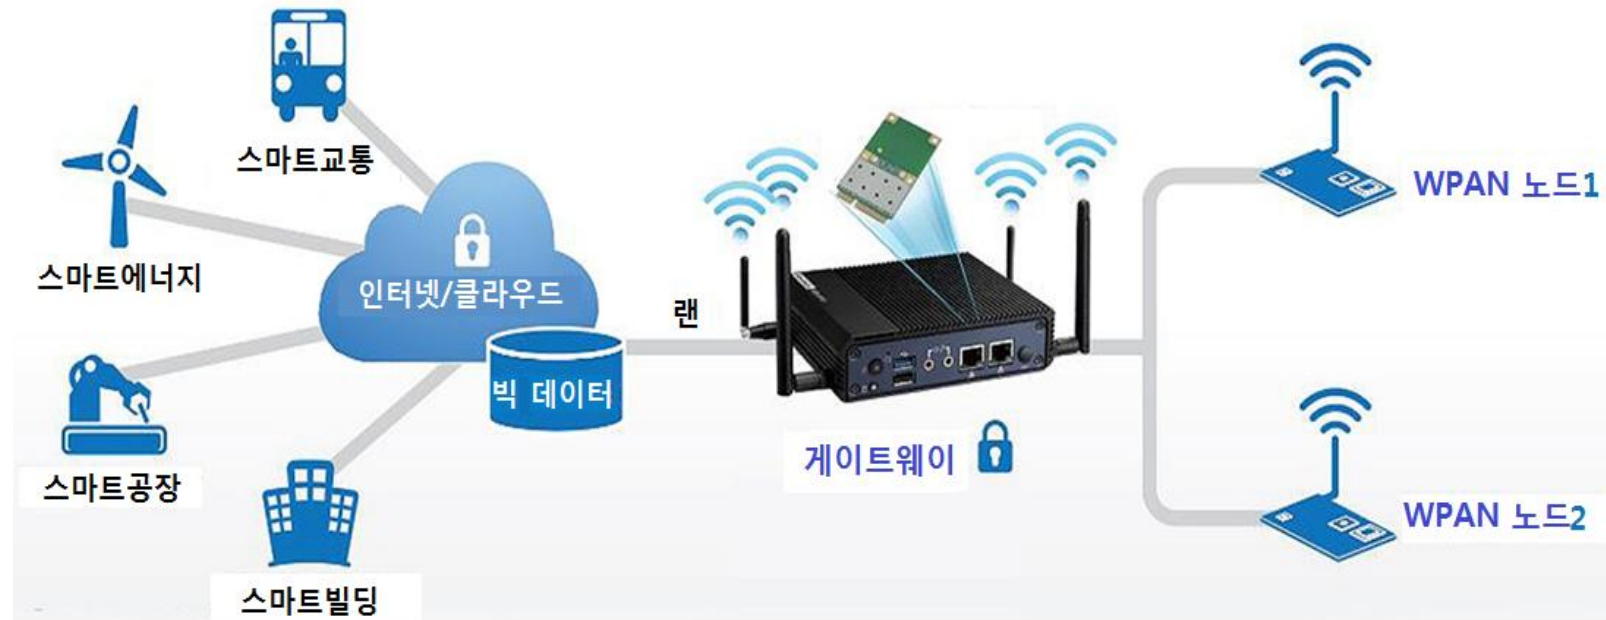 스마트교통
스마트에너지
인터넷/클라우드
빅 데이터
스마트공장
스마트빌딩
랜
게이트웨이
WPAN 노드1
WPAN 노드2